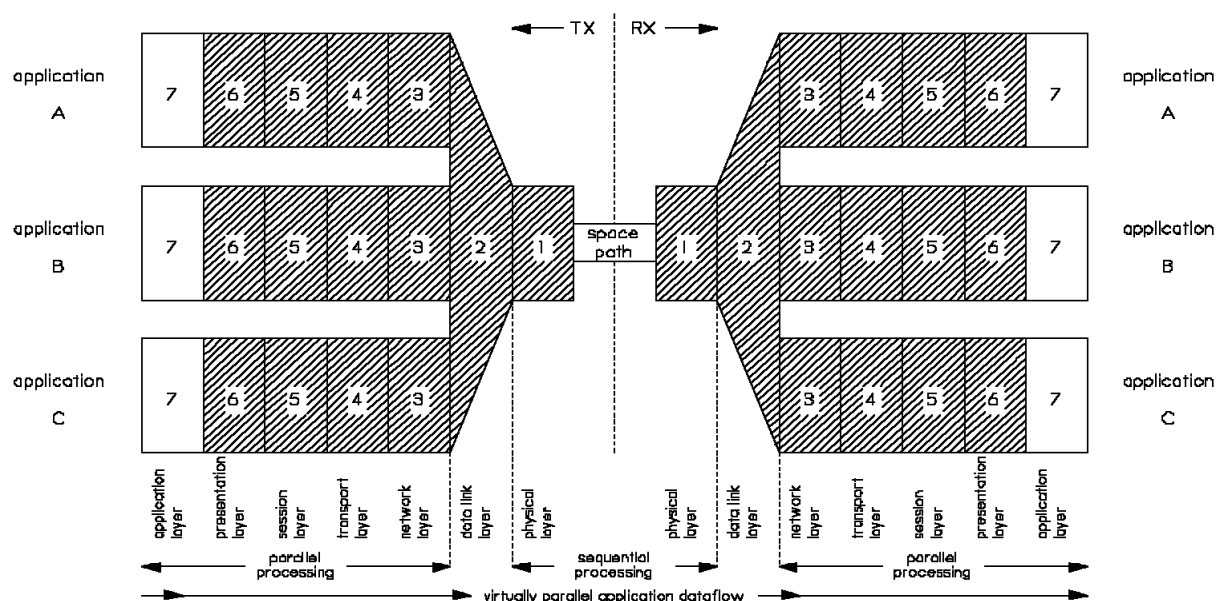 TX RX
application
A
7 6 5 4 3
3 4 5 6 7
application
A
application
B
7 6 5 4 3 2 1
space
path
1 2 3 4 5 6 7
application
B
application
C
7 6 5 4 3
3 4 5 6 7
application
C
application
layer
presentation
layer
session
layer
transport
layer
network
layer
data link
layer
physical
layer
physical
layer
data link
layer
network
layer
transport
layer
session
layer
presentation
layer
application
layer
parallel
processing
sequential
processing
parallel
processing
virtually parallel application dataflow